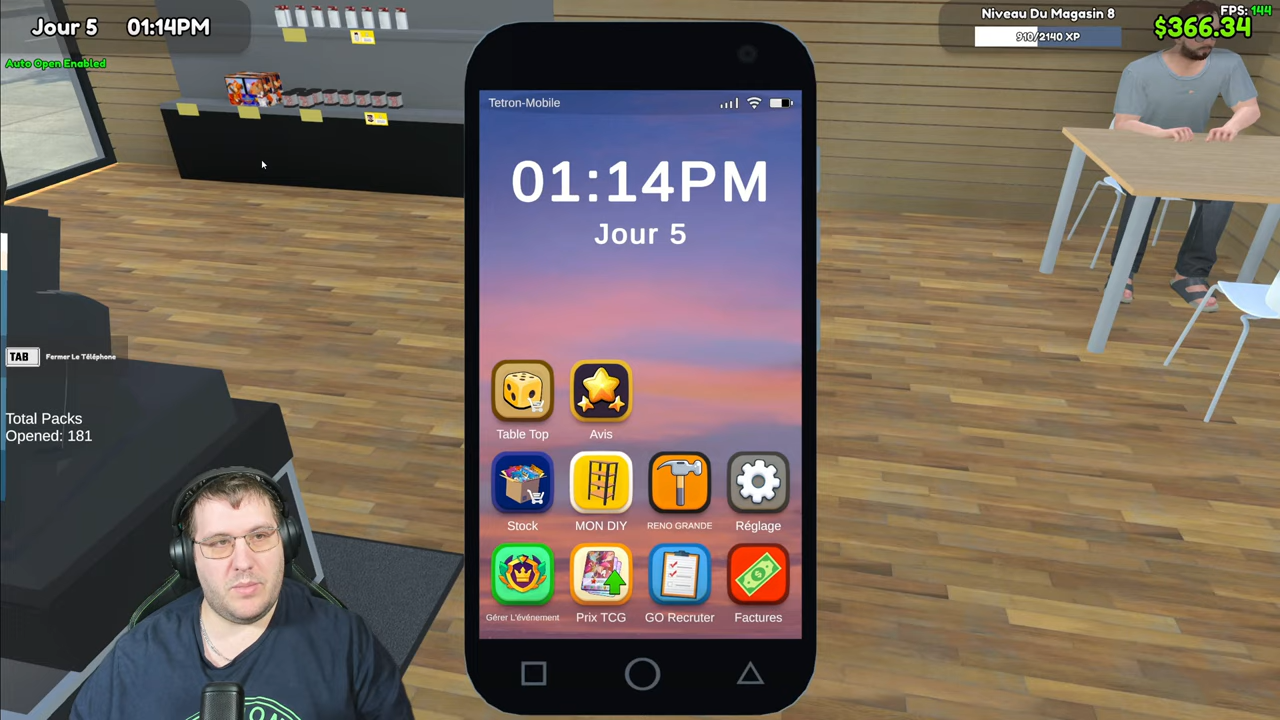 Jour 5 01:14PM
Auto Open Enabled
Niveau Du Magasin 8
FPS: 144
$366.34
910/2140 XP
Tetron-Mobile
01:14PM
Jour 5
TAB Fermer Le Téléphone
Total Packs
Opened: 181
Table Top Avis
Stock MON DIY RENO GRANDE Réglage
Gérer L'événement Prix TCG GO Recruter Factures